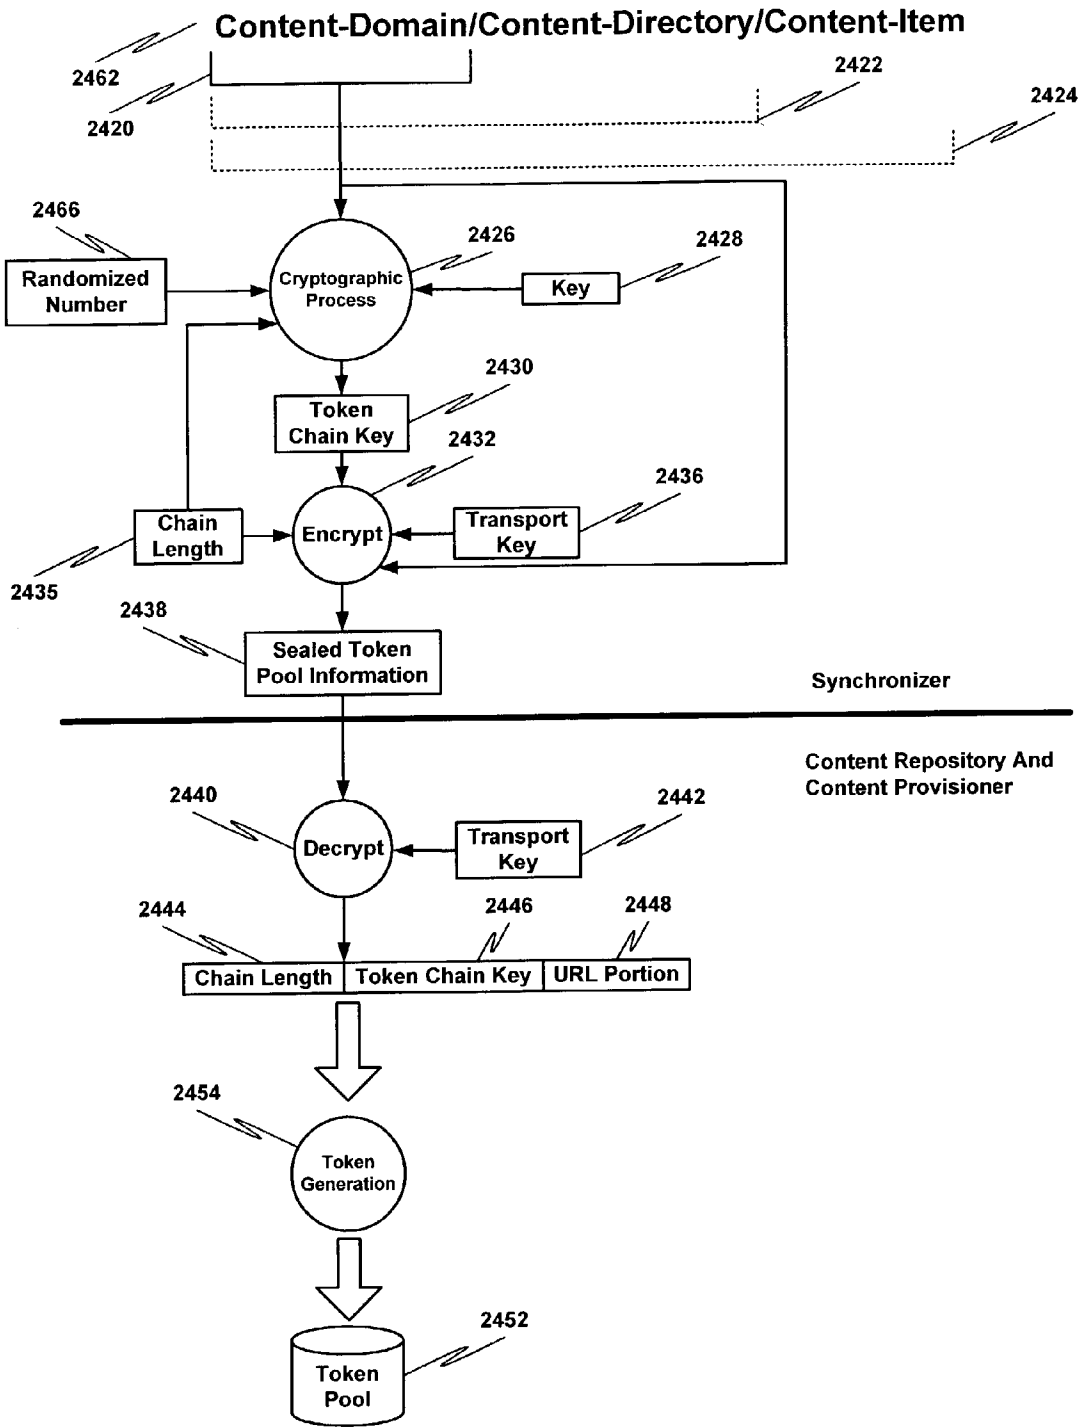 Content-Domain/Content-Directory/Content-Item
2462
2420
2422
2424
2466
2426
2428
Randomized
Number
Cryptographic
Process
Key
2430
Token
Chain Key
2432
2436
Chain
Length
Encrypt
Transport
Key
2435
2438
Sealed Token
Pool Information
Synchronizer
Content Repository And
Content Provisioner
2440
2442
Decrypt
Transport
Key
2444
2446
2448
Chain Length
Token Chain Key
URL Portion
2454
Token
Generation
2452
Token
Pool